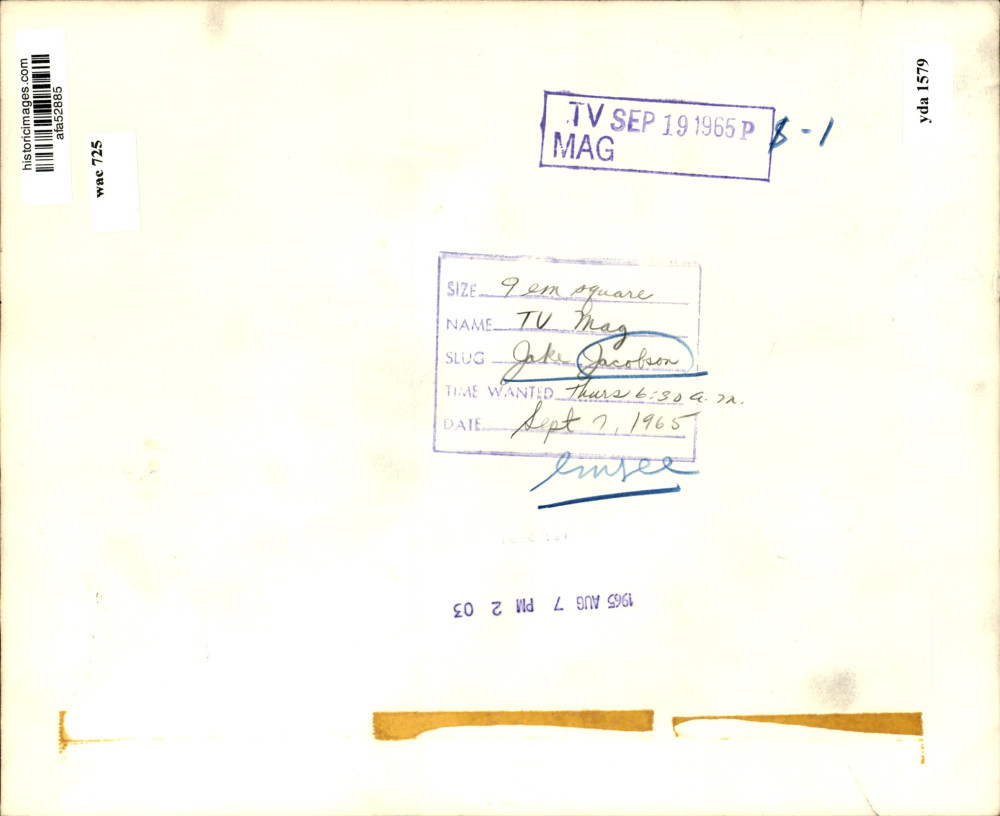 historicimages.com
afa52885
wac 725
yda 1579
TV SEP 19 1965 P
MAG
8-1
SIZE 9 em square
NAME TV Mag
SLUG Jake Jacobson
TIME WANTED Thurs 6:30 a.m.
DATE Sept 7, 1965
emsee
1965 AUG 7 PM 2 03